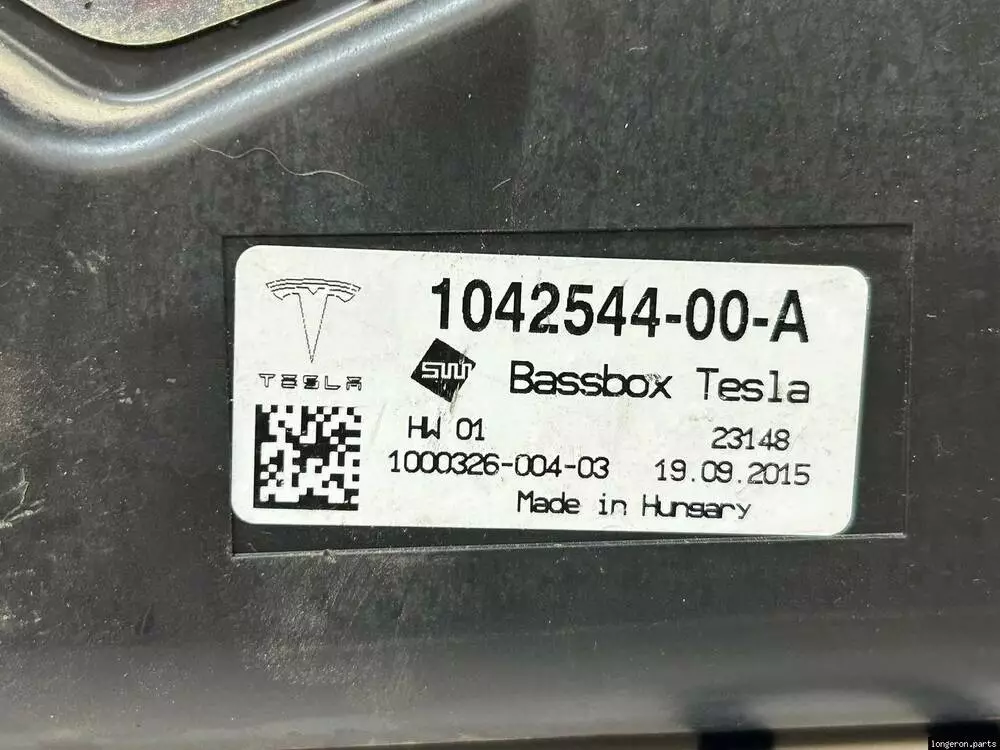 1042544-00-A
TESLA
SWM
Bassbox Tesla
HW 01
23148
1000326-004-03
19.09.2015
Made in Hungary
longeron.parts